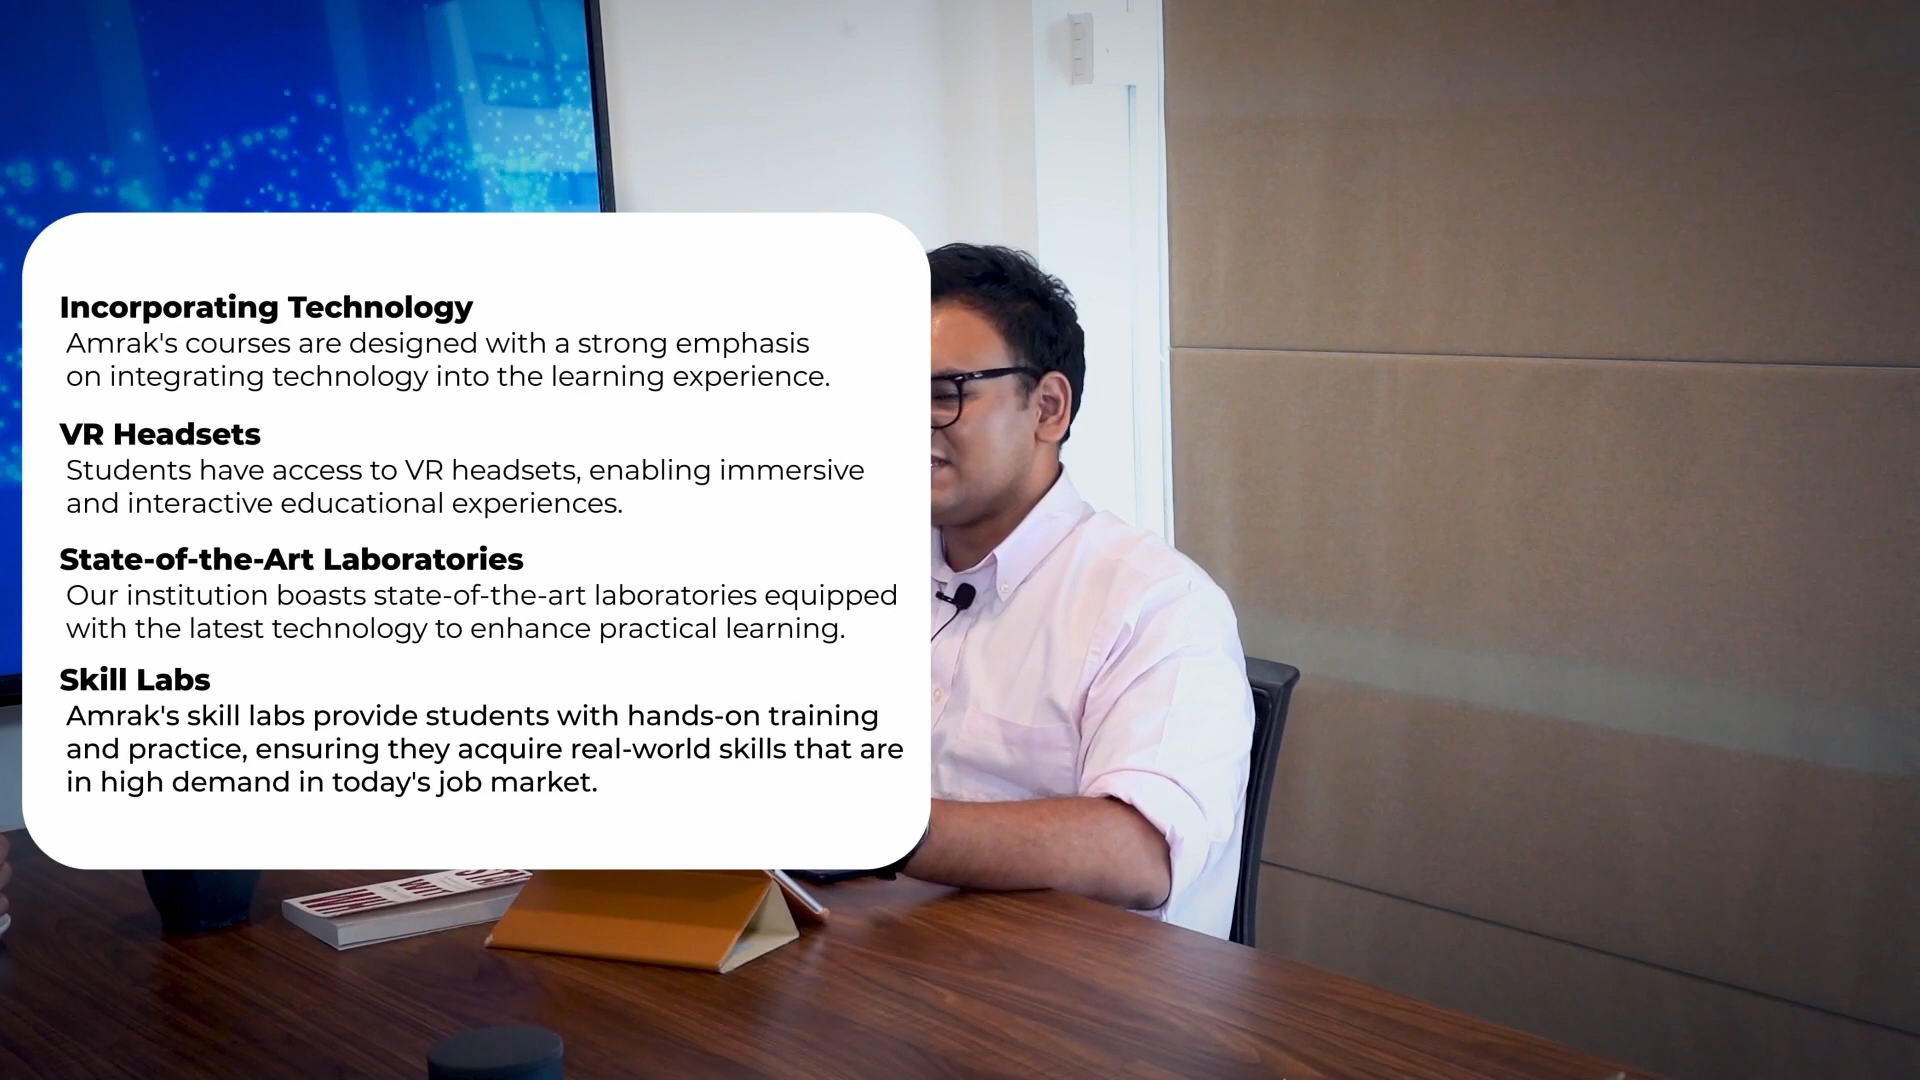 Incorporating Technology
Amrak's courses are designed with a strong emphasis
on integrating technology into the learning experience.
VR Headsets
Students have access to VR headsets, enabling immersive
and interactive educational experiences.
State-of-the-Art Laboratories
Our institution boasts state-of-the-art laboratories equipped
with the latest technology to enhance practical learning.
Skill Labs
Amrak's skill labs provide students with hands-on training
and practice, ensuring they acquire real-world skills that are
in high demand in today's job market.